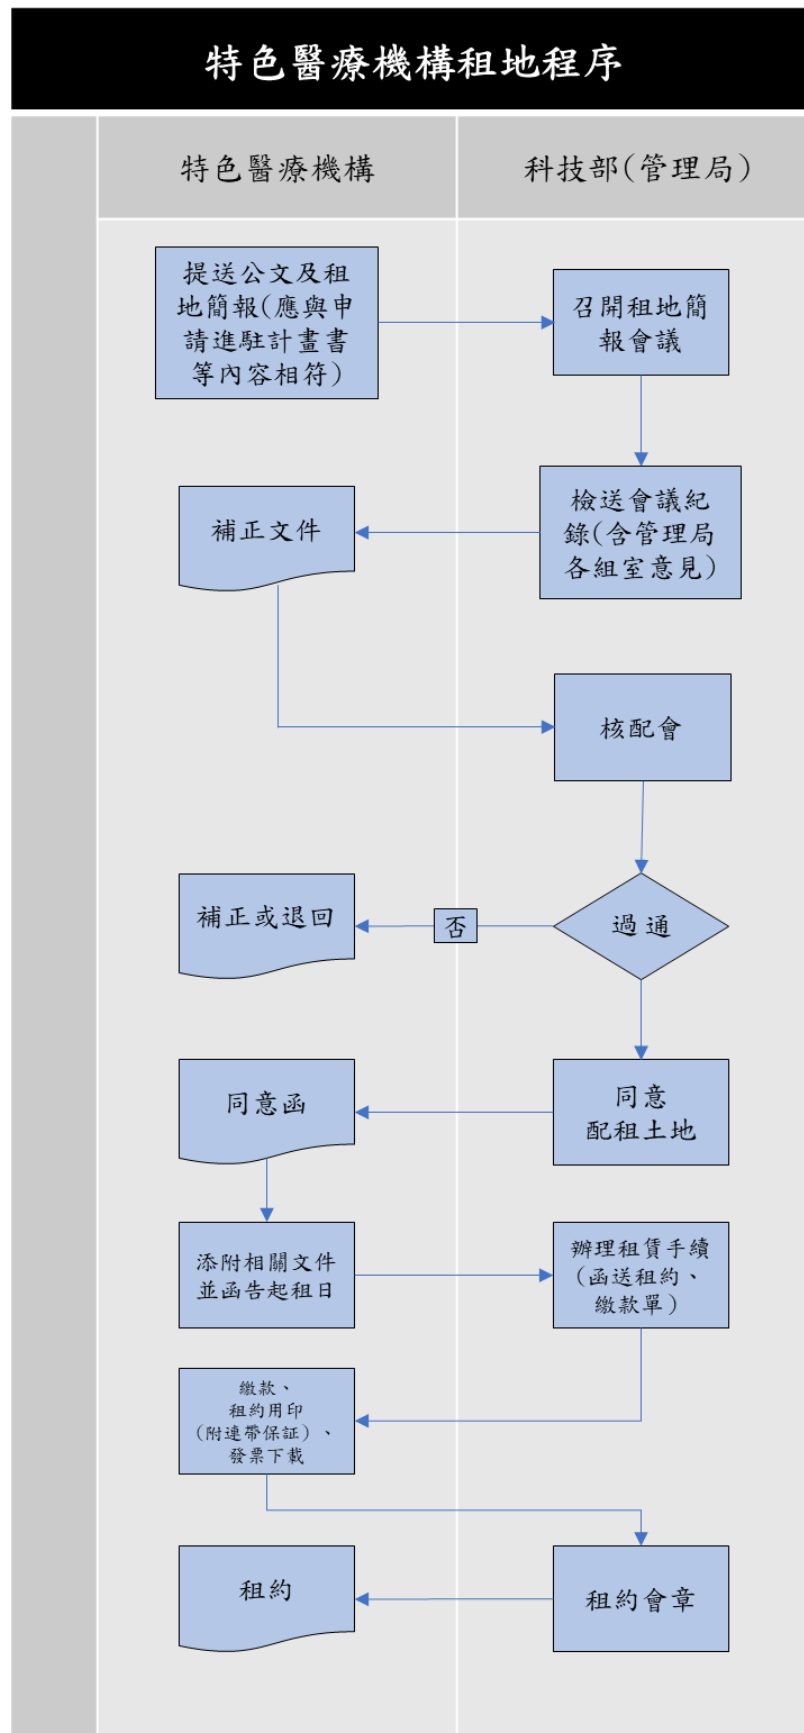 特色醫療機構租地程序
特色醫療機構
科技部(管理局)
提送公文及租
地簡報(應與申
請進駐計畫書
等內容相符)
召開租地簡
報會議
檢送會議紀
錄(含管理局
各組室意見)
補正文件
核配會
過通
否
補正或退回
同意
配租土地
同意函
添附相關文件
並函告起租日
辦理租賃手續
(函送租約、
繳款單)
繳款、
租約用印
(附連帶保証)、
發票下載
租約會章
租約